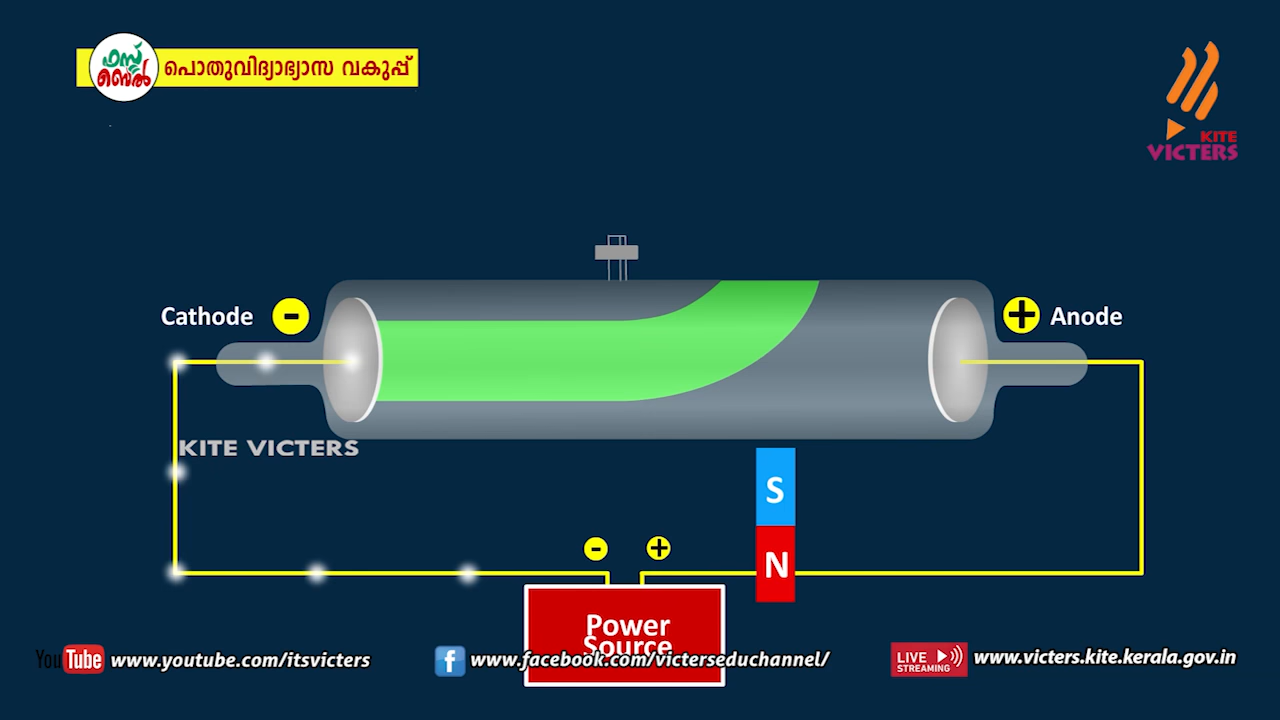 ഫസ്റ്റ് ബെൽ
പൊതുവിദ്യാഭ്യാസ വകുപ്പ്
KITE
VICTERS
Cathode -
+ Anode
KITE VICTERS
S
- +
N
Power
Source
YouTube www.youtube.com/itsvicters
f www.facebook.com/victerseduchannel/
LIVE STREAMING www.victers.kite.kerala.gov.in